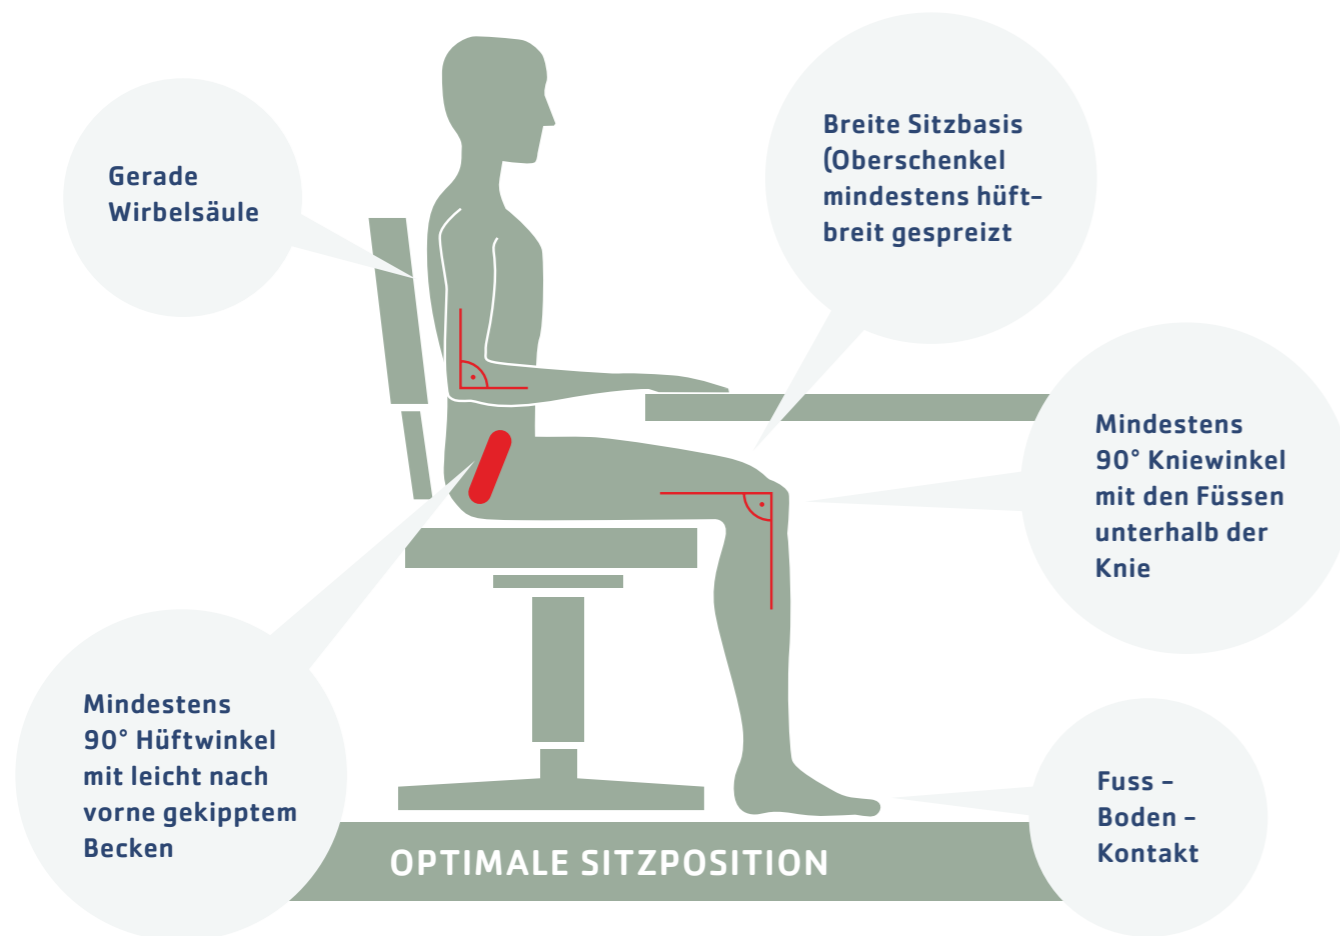 Gerade
Wirbelsäule
Breite Sitzbasis
(Oberschenkel
mindestens hüft-
breit gespreizt
Mindestens
90° Kniewinkel
mit den Füssen
unterhalb der
Knie
Mindestens
90° Hüftwinkel
mit leicht nach
vorne gekipptem
Becken
Fuss -
Boden -
Kontakt
OPTIMALE SITZPOSITION